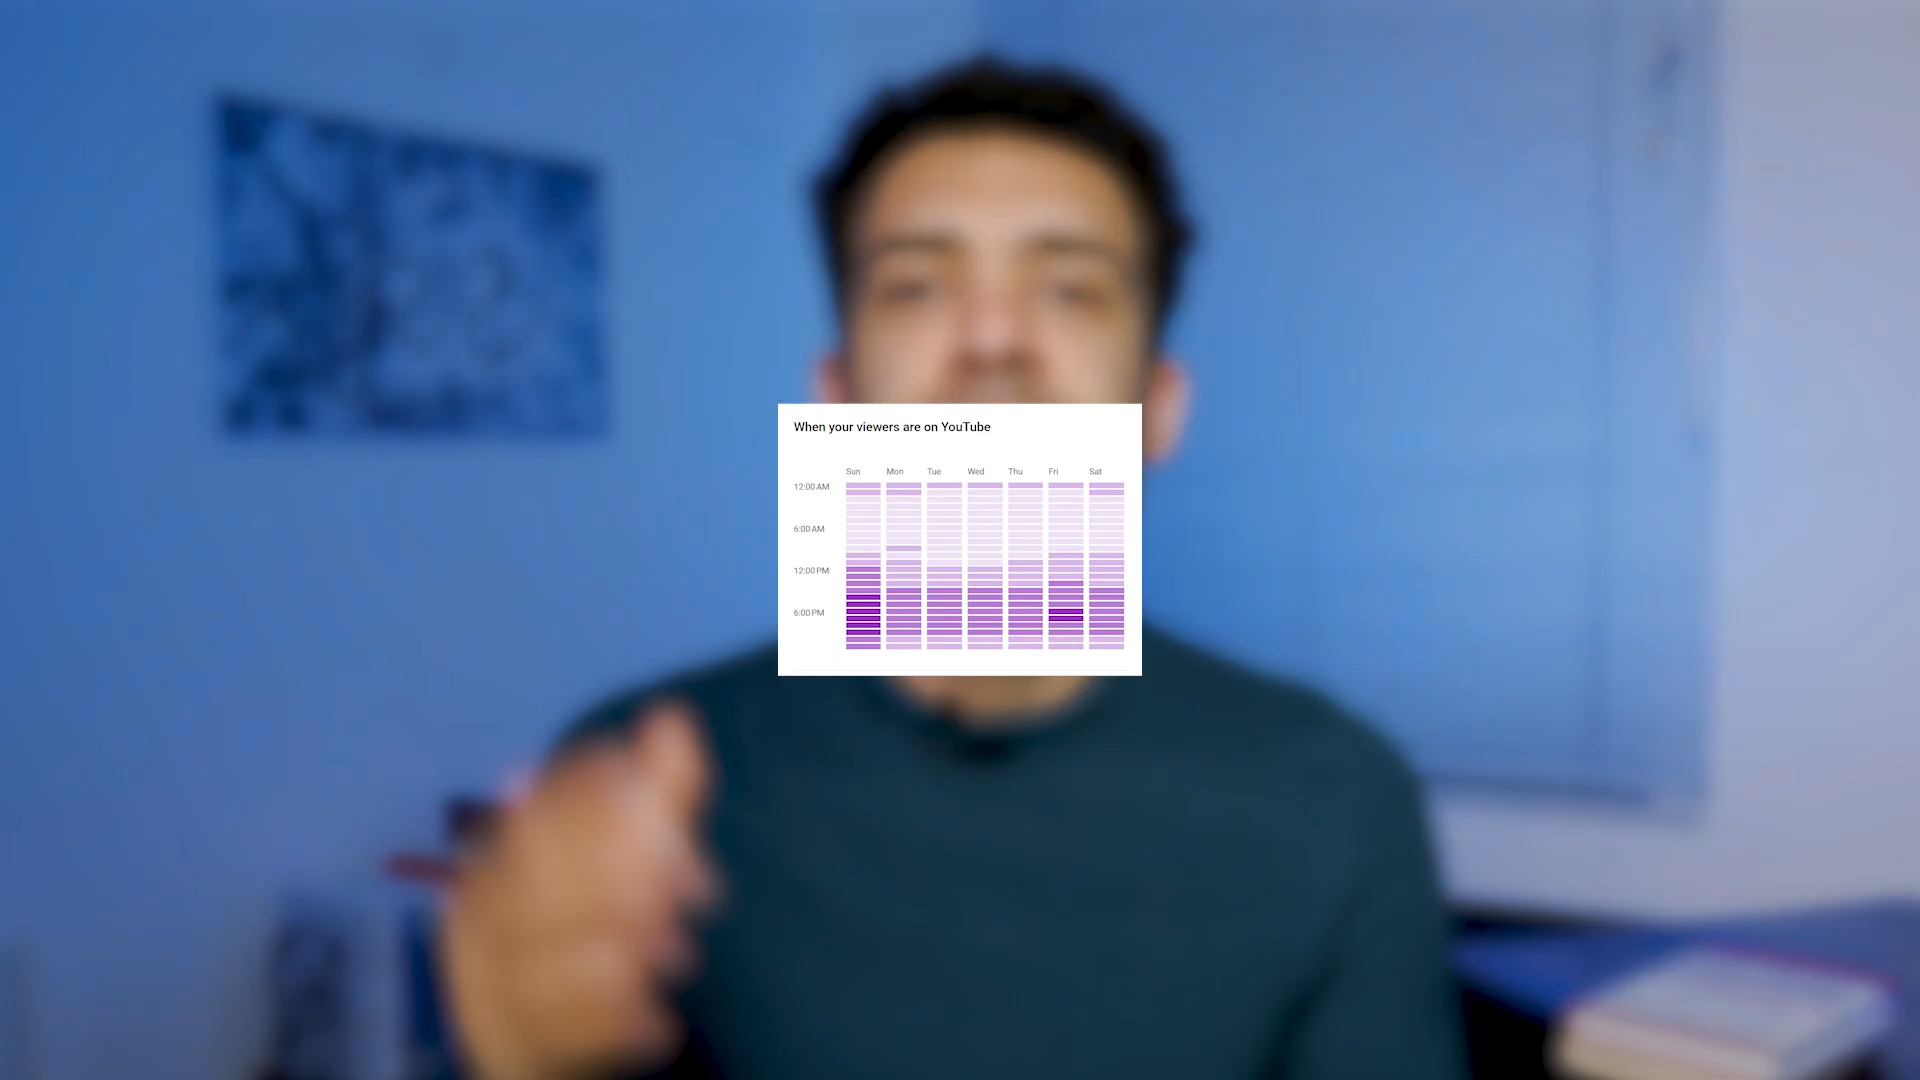 When your viewers are on YouTube
Sun Mon Tue Wed Thu Fri Sat
12:00 AM
6:00 AM
12:00 PM
6:00 PM